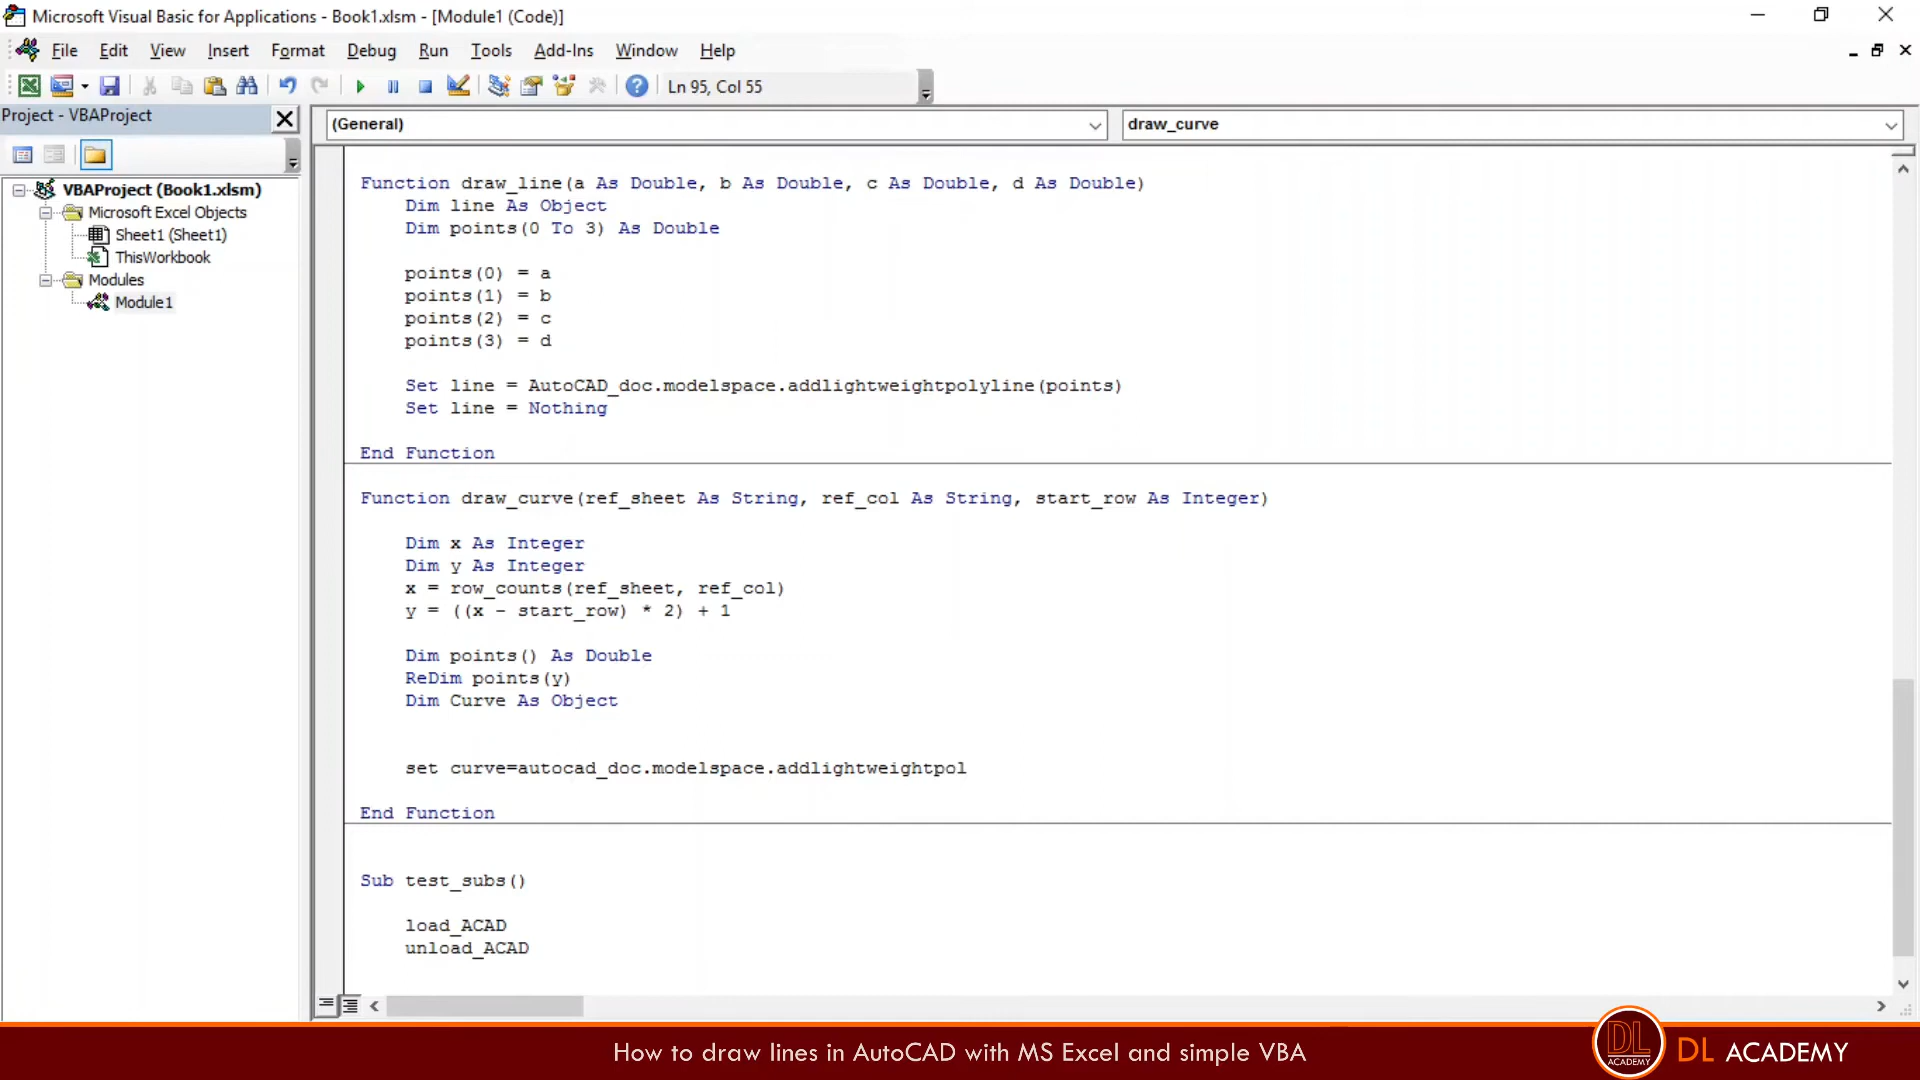 Microsoft Visual Basic for Applications - Book1.xlsm - [Module1 (Code)]
File Edit View Insert Format Debug Run Tools Add-Ins Window Help
Ln 95, Col 55
Project - VBAProject
(General)
draw_curve
VBAProject (Book1.xlsm)
Microsoft Excel Objects
Sheet1 (Sheet1)
ThisWorkbook
Modules
Module1
Function draw_line(a As Double, b As Double, c As Double, d As Double)
Dim line As Object
Dim points(0 To 3) As Double
points(0) = a
points(1) = b
points(2) = c
points(3) = d
Set line = AutoCAD_doc.modelspace.addlightweightpolyline(points)
Set line = Nothing
End Function
Function draw_curve(ref_sheet As String, ref_col As String, start_row As Integer)
Dim x As Integer
Dim y As Integer
x = row_counts(ref_sheet, ref_col)
y = ((x - start_row) * 2) + 1
Dim points() As Double
ReDim points(y)
Dim Curve As Object
set curve=autocad_doc.modelspace.addlightweightpol
End Function
Sub test_subs()
load_ACAD
unload_ACAD
How to draw lines in AutoCAD with MS Excel and simple VBA
DL
ACADEMY
DL ACADEMY